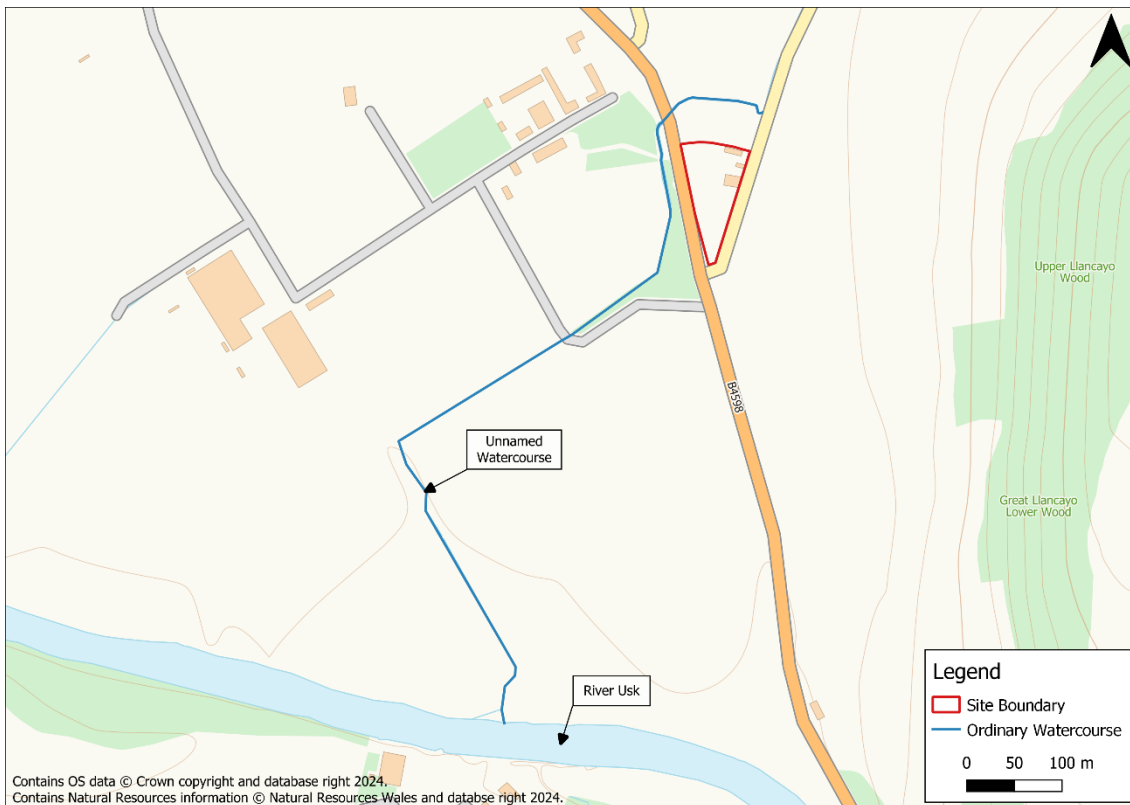 Upper Llancayo
Wood
B4598
Unnamed
Watercourse
Great Llancayo
Lower Wood
River Usk
Legend
Site Boundary
Ordinary Watercourse
0 50 100 m
Contains OS data © Crown copyright and database right 2024.
Contains Natural Resources information © Natural Resources Wales and databse right 2024.